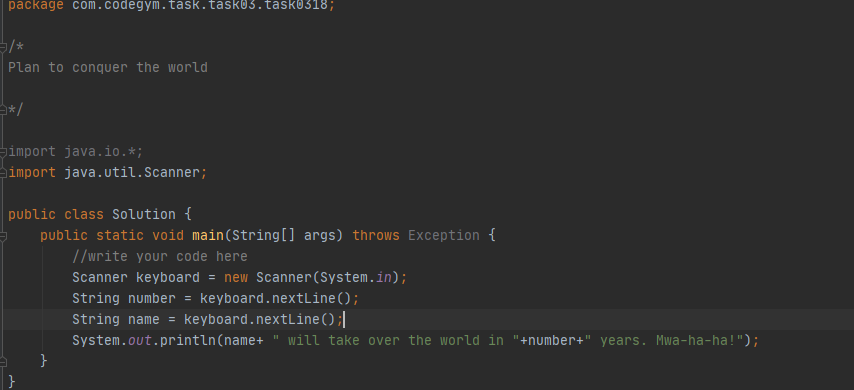 package com.codegym.task.task03.task0318;
/*
Plan to conquer the world
*/
import java.io.*;
import java.util.Scanner;
public class Solution {
public static void main(String[] args) throws Exception {
//write your code here
Scanner keyboard = new Scanner(System.in);
String number = keyboard.nextLine();
String name = keyboard.nextLine();
System.out.println(name+ " will take over the world in "+number+" years. Mwa-ha-ha!");
}
}